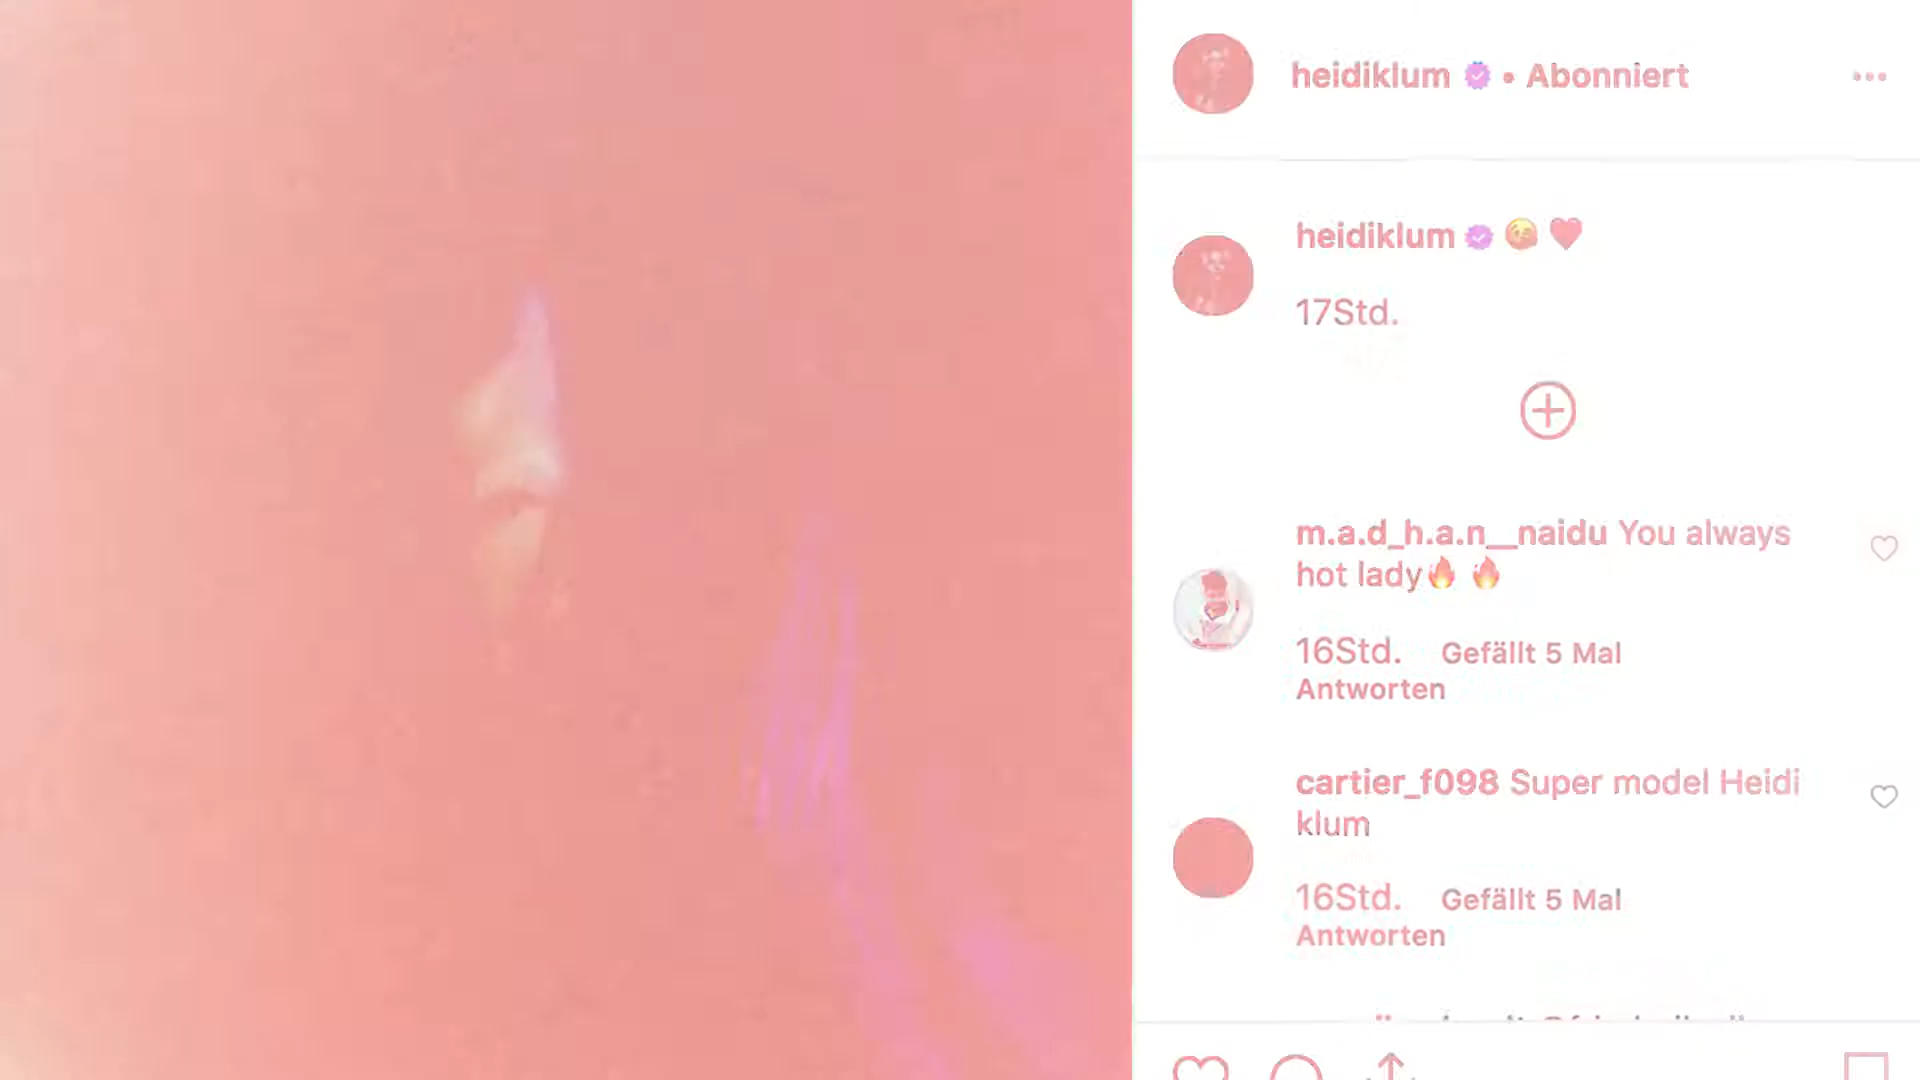 heidiklum • Abonniert
heidiklum 😘 ❤️
17Std.
m.a.d_h.a.n__naidu You always
hot lady🔥 🔥
16Std. Gefällt 5 Mal
Antworten
cartier_f098 Super model Heidi
klum
16Std. Gefällt 5 Mal
Antworten